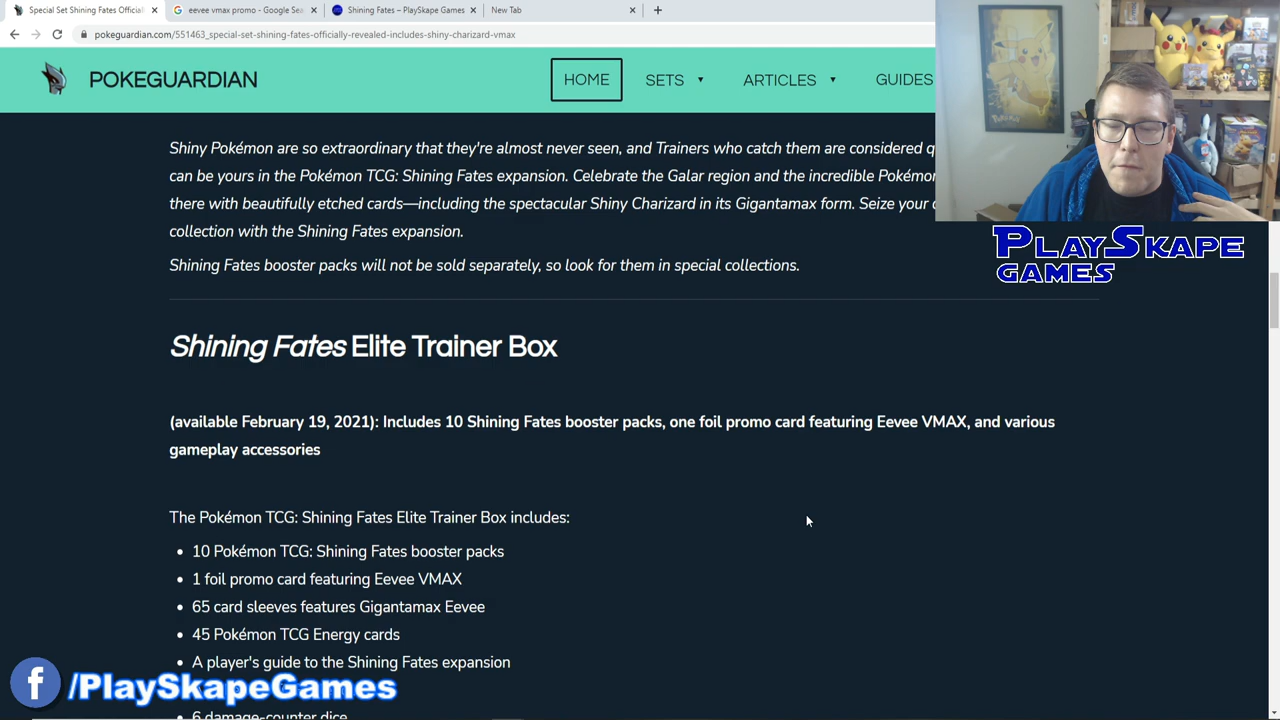 Special Set Shining Fates Official
eevee vmax promo - Google Sea
Shining Fates – PlaySkape Games
New Tab
pokeguardian.com/551463_special-set-shining-fates-officially-revealed-includes-shiny-charizard-vmax
POKEGUARDIAN
HOME
SETS
ARTICLES
GUIDES
Shiny Pokémon are so extraordinary that they're almost never seen, and Trainers who catch them are considered q
can be yours in the Pokémon TCG: Shining Fates expansion. Celebrate the Galar region and the incredible Pokémon
there with beautifully etched cards—including the spectacular Shiny Charizard in its Gigantamax form. Seize your c
collection with the Shining Fates expansion.
Shining Fates booster packs will not be sold separately, so look for them in special collections.
PLAYSKAPE
GAMES
Shining Fates Elite Trainer Box
(available February 19, 2021): Includes 10 Shining Fates booster packs, one foil promo card featuring Eevee VMAX, and various
gameplay accessories
The Pokémon TCG: Shining Fates Elite Trainer Box includes:
• 10 Pokémon TCG: Shining Fates booster packs
• 1 foil promo card featuring Eevee VMAX
• 65 card sleeves features Gigantamax Eevee
• 45 Pokémon TCG Energy cards
• A player's guide to the Shining Fates expansion
f /PlaySkapeGames
6 damage-counter dice